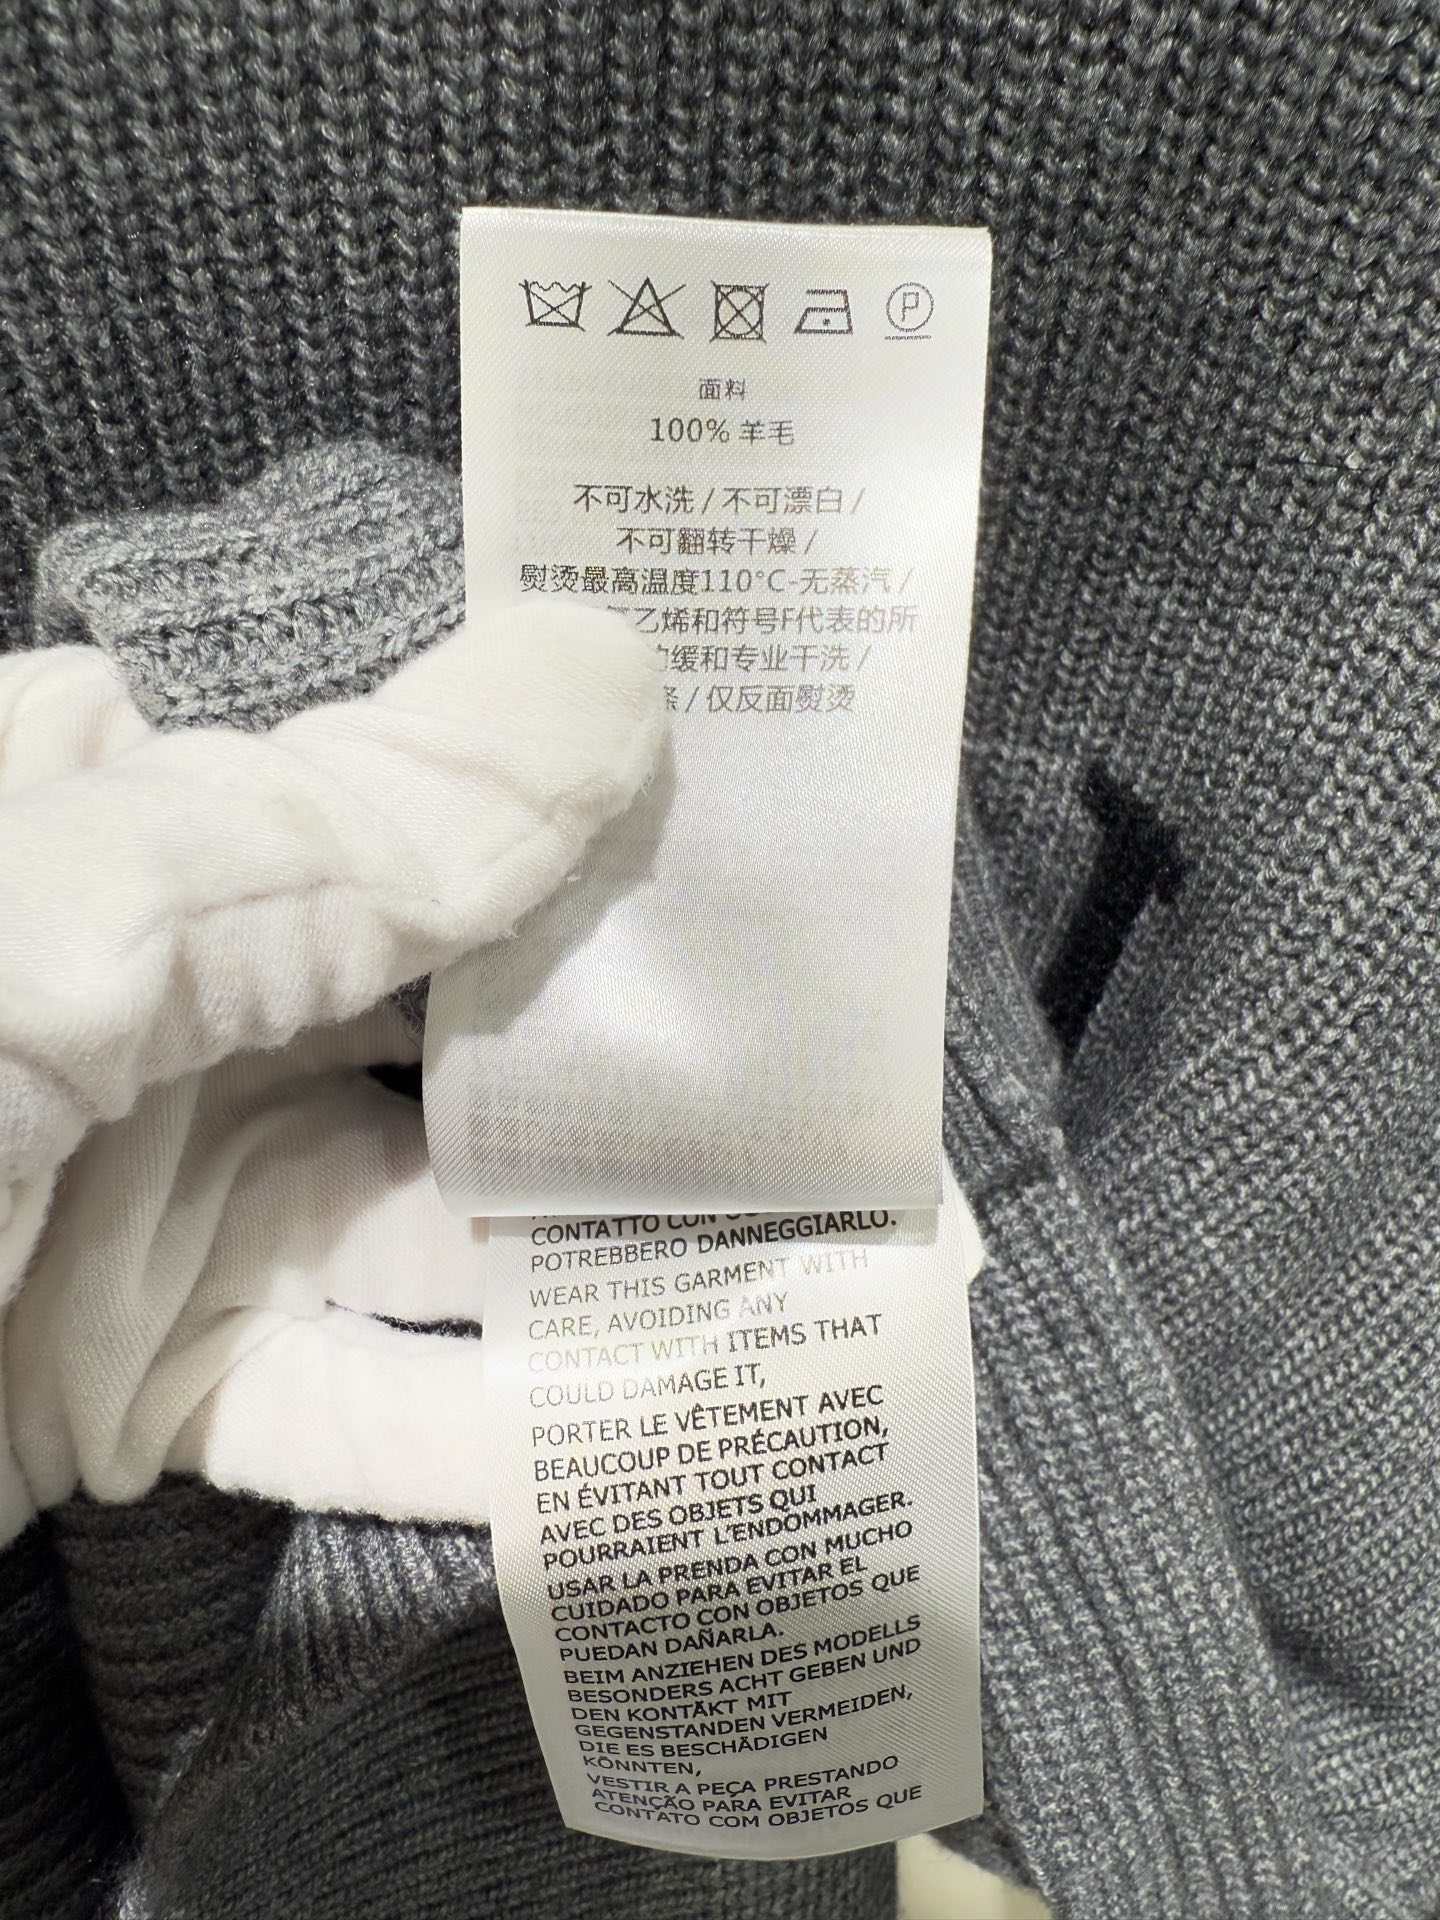 P
面料
100% 羊毛
不可水洗 / 不可漂白 /
不可翻转干燥 /
熨烫最高温度110°C-无蒸汽 /
乙烯和符号F代表的所
缓和专业干洗 /
条 / 仅反面熨烫
CONTATTO CON
POTREBBERO DANNEGGIARLO.
WEAR THIS GARMENT WITH
CARE, AVOIDING ANY
CONTACT WITH ITEMS THAT
COULD DAMAGE IT,
PORTER LE VÊTEMENT AVEC
BEAUCOUP DE PRÉCAUTION,
EN ÉVITANT TOUT CONTACT
AVEC DES OBJETS QUI
POURRAIENT L'ENDOMMAGER.
USAR LA PRENDA CON MUCHO
CUIDADO PARA EVITAR EL
CONTACTO CON OBJETOS QUE
PUEDAN DAÑARLA.
BEIM ANZIEHEN DES MODELLS
BESONDERS ACHT GEBEN UND
DEN KONTAKT MIT
GEGENSTANDEN VERMEIDEN,
DIE ES BESCHÄDIGEN
KÖNNTEN,
VESTIR A PEÇA PRESTANDO
ATENÇÃO PARA EVITAR
CONTATO COM OBJETOS QUE